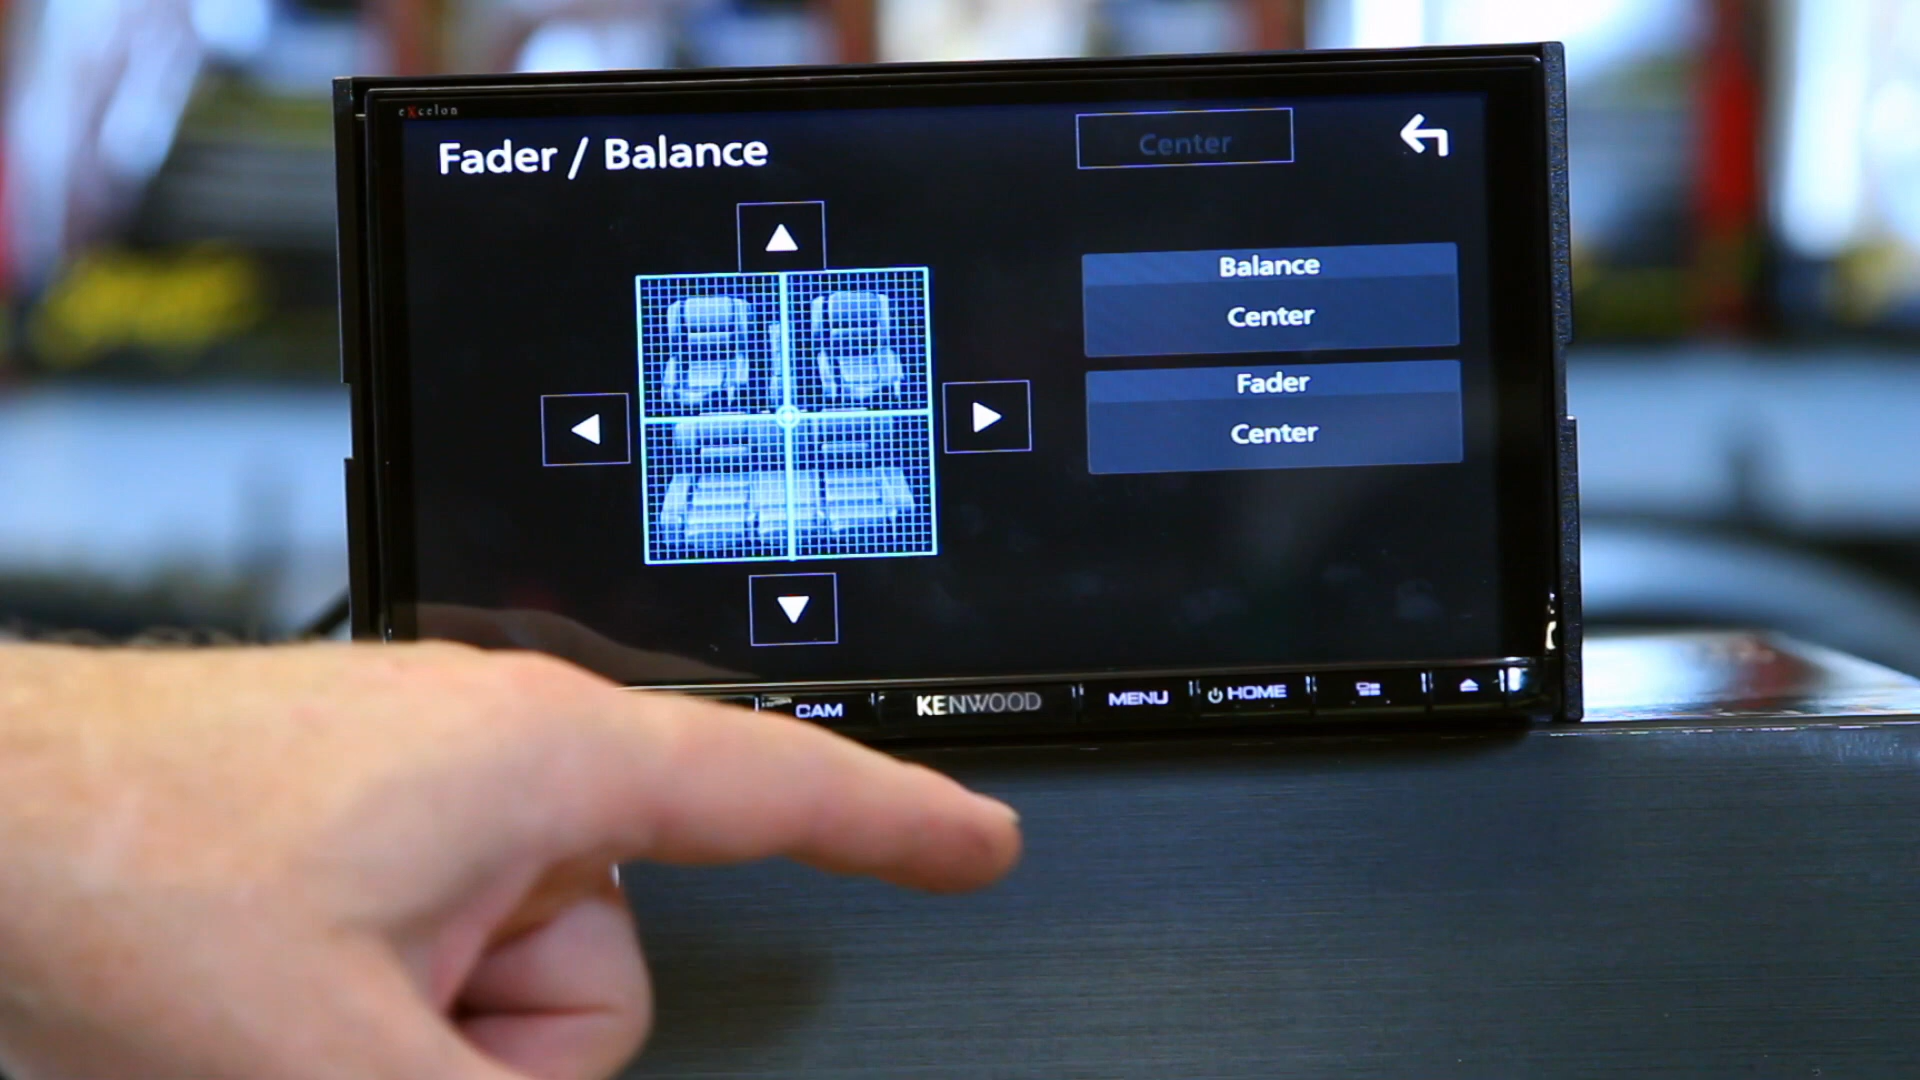 eXcelon
Fader / Balance
Center
Balance
Center
Fader
Center
CAM
KENWOOD
MENU
HOME